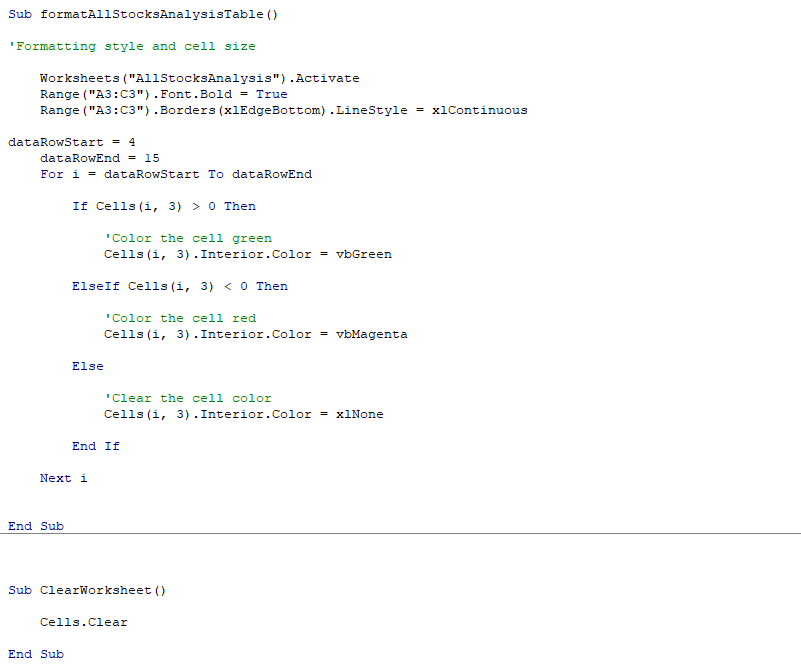 Sub formatAllStocksAnalysisTable()
'Formatting style and cell size
Worksheets("AllStocksAnalysis").Activate
Range("A3:C3").Font.Bold = True
Range("A3:C3").Borders(xlEdgeBottom).LineStyle = xlContinuous
dataRowStart = 4
dataRowEnd = 15
For i = dataRowStart To dataRowEnd
If Cells(i, 3) > 0 Then
'Color the cell green
Cells(i, 3).Interior.Color = vbGreen
ElseIf Cells(i, 3) < 0 Then
'Color the cell red
Cells(i, 3).Interior.Color = vbMagenta
Else
'Clear the cell color
Cells(i, 3).Interior.Color = xlNone
End If
Next i
End Sub
Sub ClearWorksheet()
Cells.Clear
End Sub